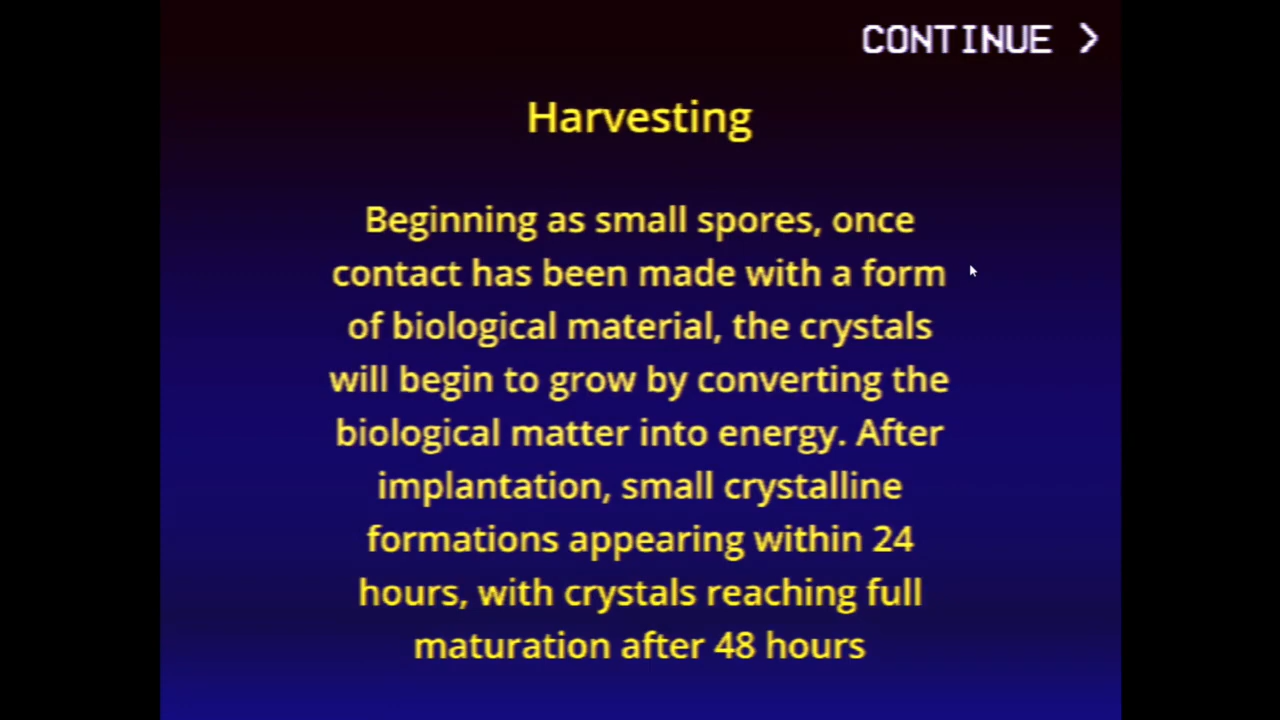 CONTINUE >
Harvesting
Beginning as small spores, once
contact has been made with a form
of biological material, the crystals
will begin to grow by converting the
biological matter into energy. After
implantation, small crystalline
formations appearing within 24
hours, with crystals reaching full
maturation after 48 hours